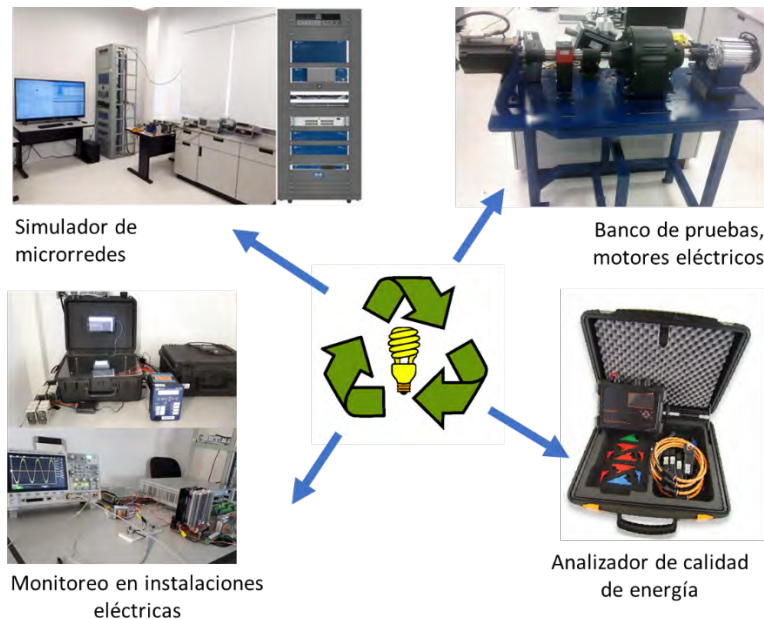 Simulador de
microrredes
Banco de pruebas,
motores eléctricos
Monitoreo en instalaciones
eléctricas
Analizador de calidad
de energía